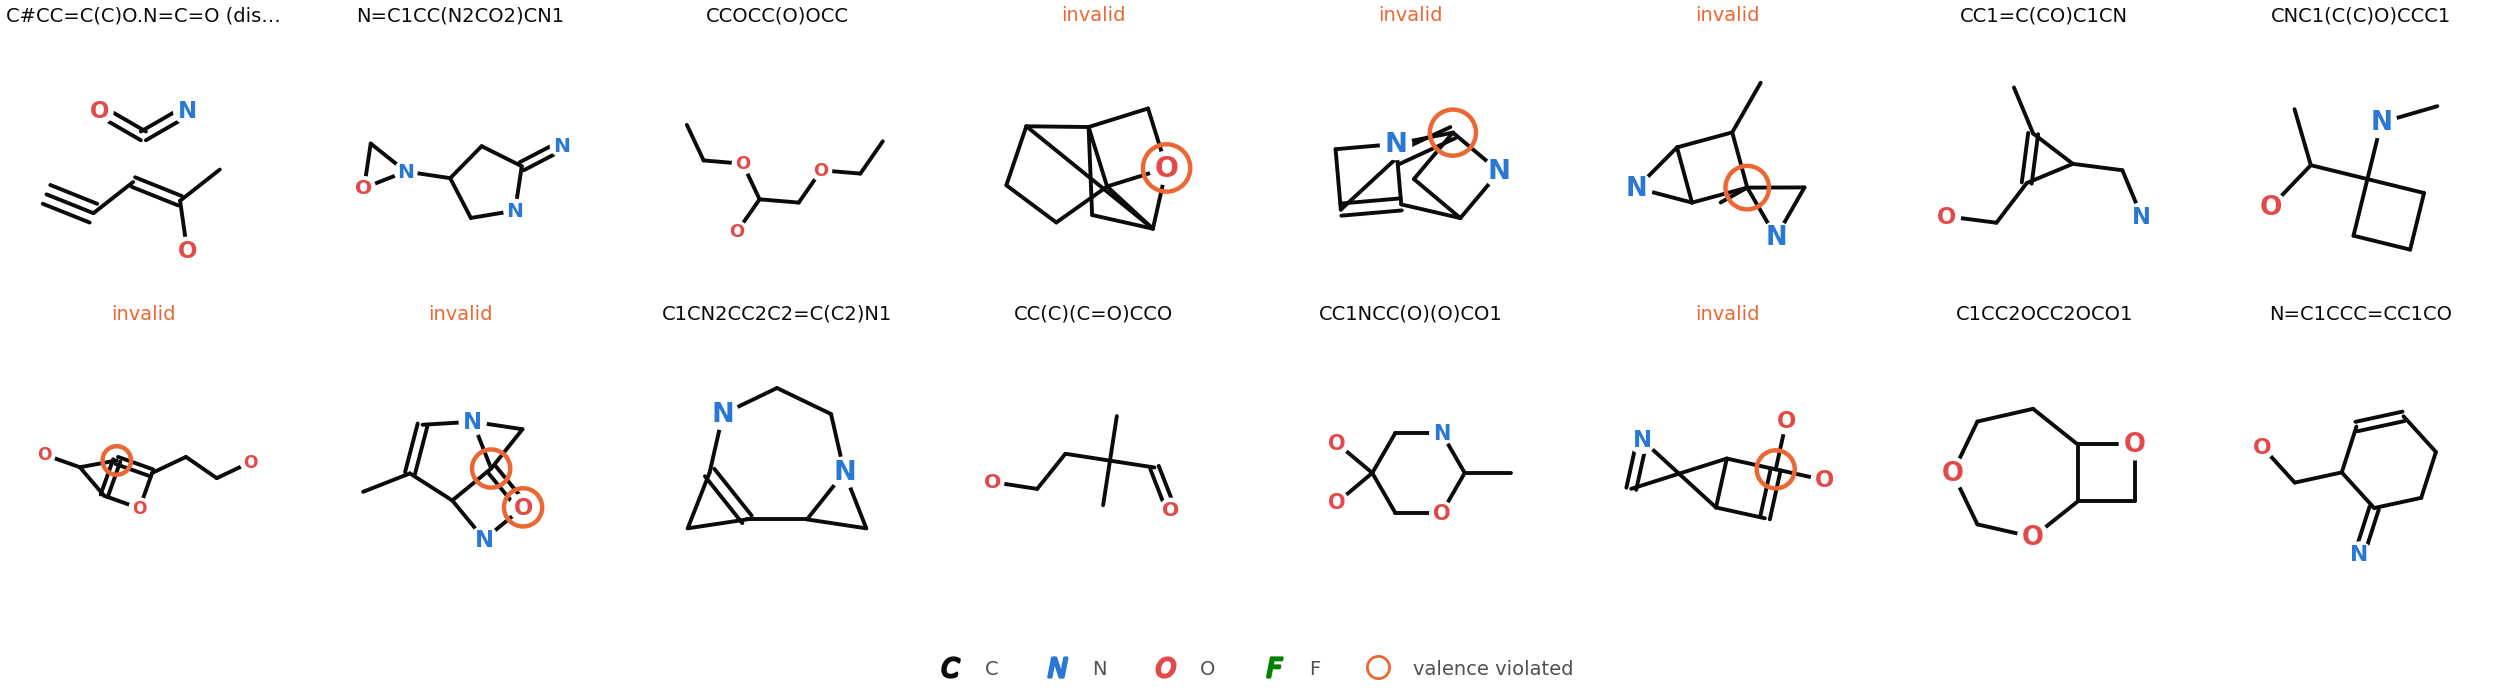 C#CC=C(C)O.N=C=O (dis...
N=C1CC(N2CO2)CN1
CCOCC(O)OCC
invalid
invalid
invalid
CC1=C(CO)C1CN
CNC1(C(C)O)CCC1
O N
O
N
O
N
N
O
O
O
O
N
N
N
N
O
N
N
O
invalid
invalid
C1CN2CC2C2=C(C2)N1
CC(C)(C=O)CCO
CC1NCC(O)(O)CO1
invalid
C1CC2OCC2OCO1
N=C1CCC=CC1CO
O
O
O
N
O
N
N
N
O
O
O
N
O
O
N
O
O
O
O
O
O
N
C C
N N
O O
F F
valence violated